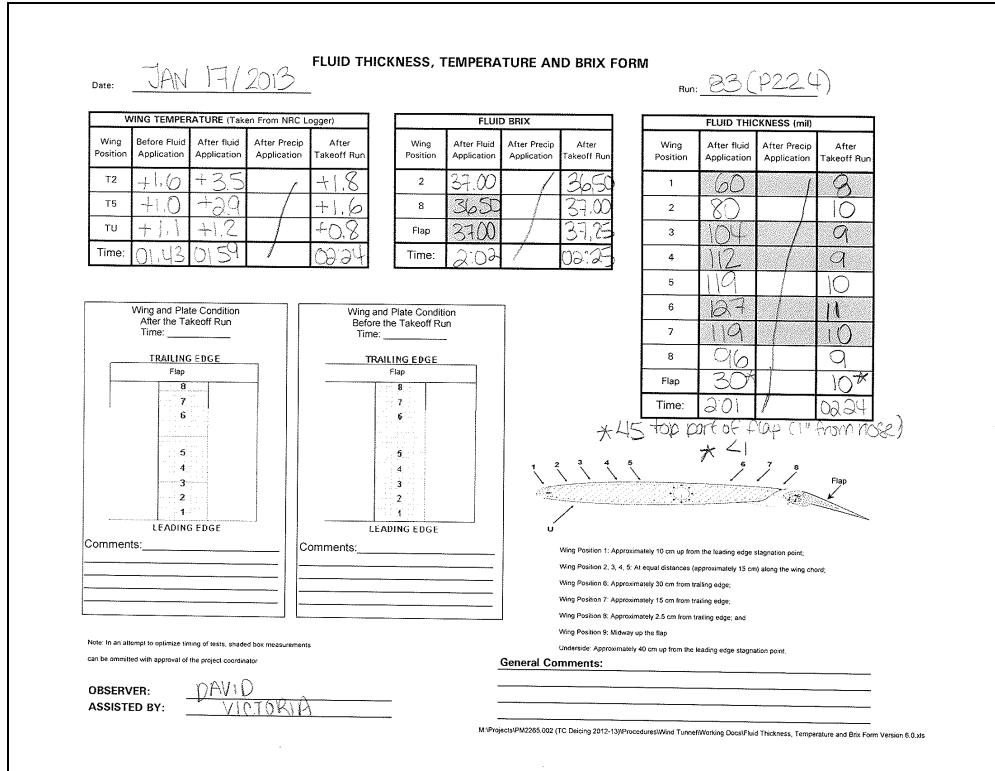 FLUID THICKNESS, TEMPERATURE AND BRIX FORM
Date: JAN 17/2013
Run: 83 (P224)
WING TEMPERATURE (Taken From NRC Logger)
Wing Position Before Fluid Application After fluid Application After Precip Application After Takeoff Run
T2 +1.6 +3.5 +1.8
T5 +1.0 +2.9 +1.6
TU +1.1 +1.2 +0.8
Time: 01:43 01:59 02:24
FLUID BRIX
Wing Position After Fluid Application After Precip Application After Takeoff Run
2 37.00 36.50
8 36.50 37.00
Flap 37.00 37.25
Time: 2:02 02:25
FLUID THICKNESS (mil)
Wing Position After fluid Application After Precip Application After Takeoff Run
1 60 8
2 80 10
3 104 9
4 112 9
5 119 10
6 127 11
7 119 10
8 96 9
Flap 30* 10*
Time: 2:01 02:24
*45 top part of flap (1" from nose)
* <1
Wing and Plate Condition
After the Takeoff Run
Time:
TRAILING EDGE
Flap
8
7
6
5
4
3
2
1
LEADING EDGE
Comments:
Wing and Plate Condition
Before the Takeoff Run
Time:
TRAILING EDGE
Flap
8
7
6
5
4
3
2
1
LEADING EDGE
Comments:
1 2 3 4 5 6 7 8
Flap
U
Wing Position 1: Approximately 10 cm up from the leading edge stagnation point;
Wing Position 2, 3, 4, 5: At equal distances (approximately 15 cm) along the wing chord;
Wing Position 6: Approximately 30 cm from trailing edge;
Wing Position 7: Approximately 15 cm from trailing edge;
Wing Position 8: Approximately 2.5 cm from trailing edge; and
Wing Position 9: Midway up the flap
Underside: Approximately 40 cm up from the leading edge stagnation point.
Note: In an attempt to optimize timing of tests, shaded box measurements
can be ommitted with approval of the project coordinator
General Comments:
OBSERVER: DAVID
ASSISTED BY: VICTORIA
M:\Projects\PM2265.002 (TC Deicing 2012-13)\Procedures\Wind Tunnel\Working Docs\Fluid Thickness, Temperature and Brix Form Version 6.0.xls